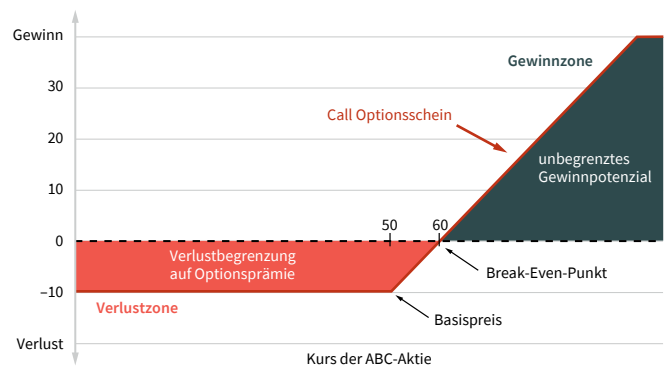 Gewinn
Gewinnzone
30
Call Optionsschein
20
unbegrenztes
Gewinnpotenzial
10
50
60
0
Verlustbegrenzung
auf Optionsprämie
Break-Even-Punkt
–10
Verlustzone
Basispreis
Verlust
Kurs der ABC-Aktie